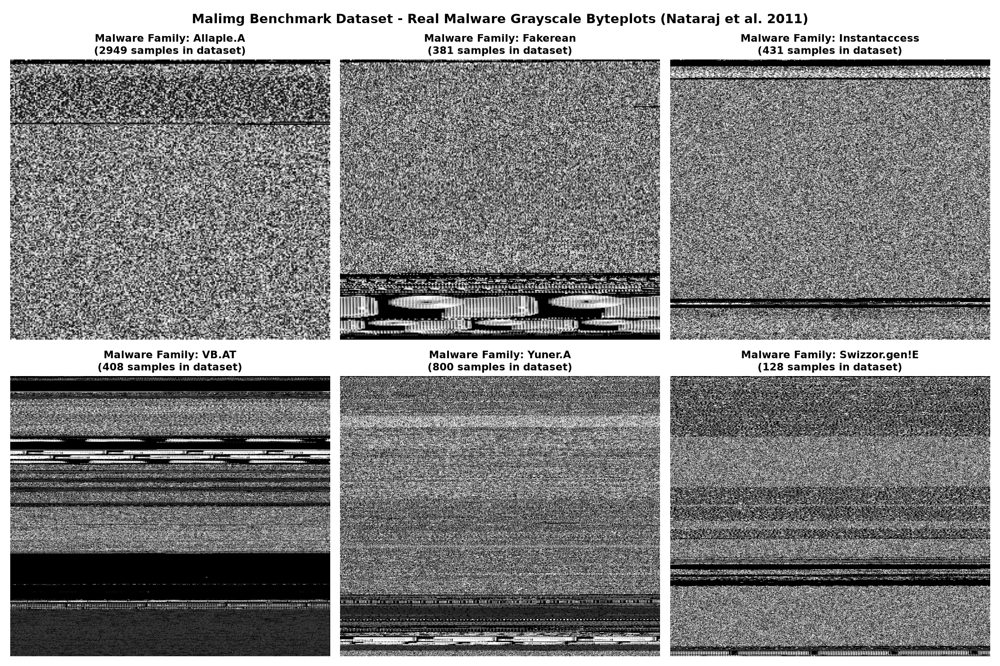 Malimg Benchmark Dataset - Real Malware Grayscale Byteplots (Nataraj et al. 2011)
Malware Family: Allaple.A
(2949 samples in dataset)
Malware Family: Fakerean
(381 samples in dataset)
Malware Family: Instantaccess
(431 samples in dataset)
Malware Family: VB.AT
(408 samples in dataset)
Malware Family: Yuner.A
(800 samples in dataset)
Malware Family: Swizzor.gen!E
(128 samples in dataset)